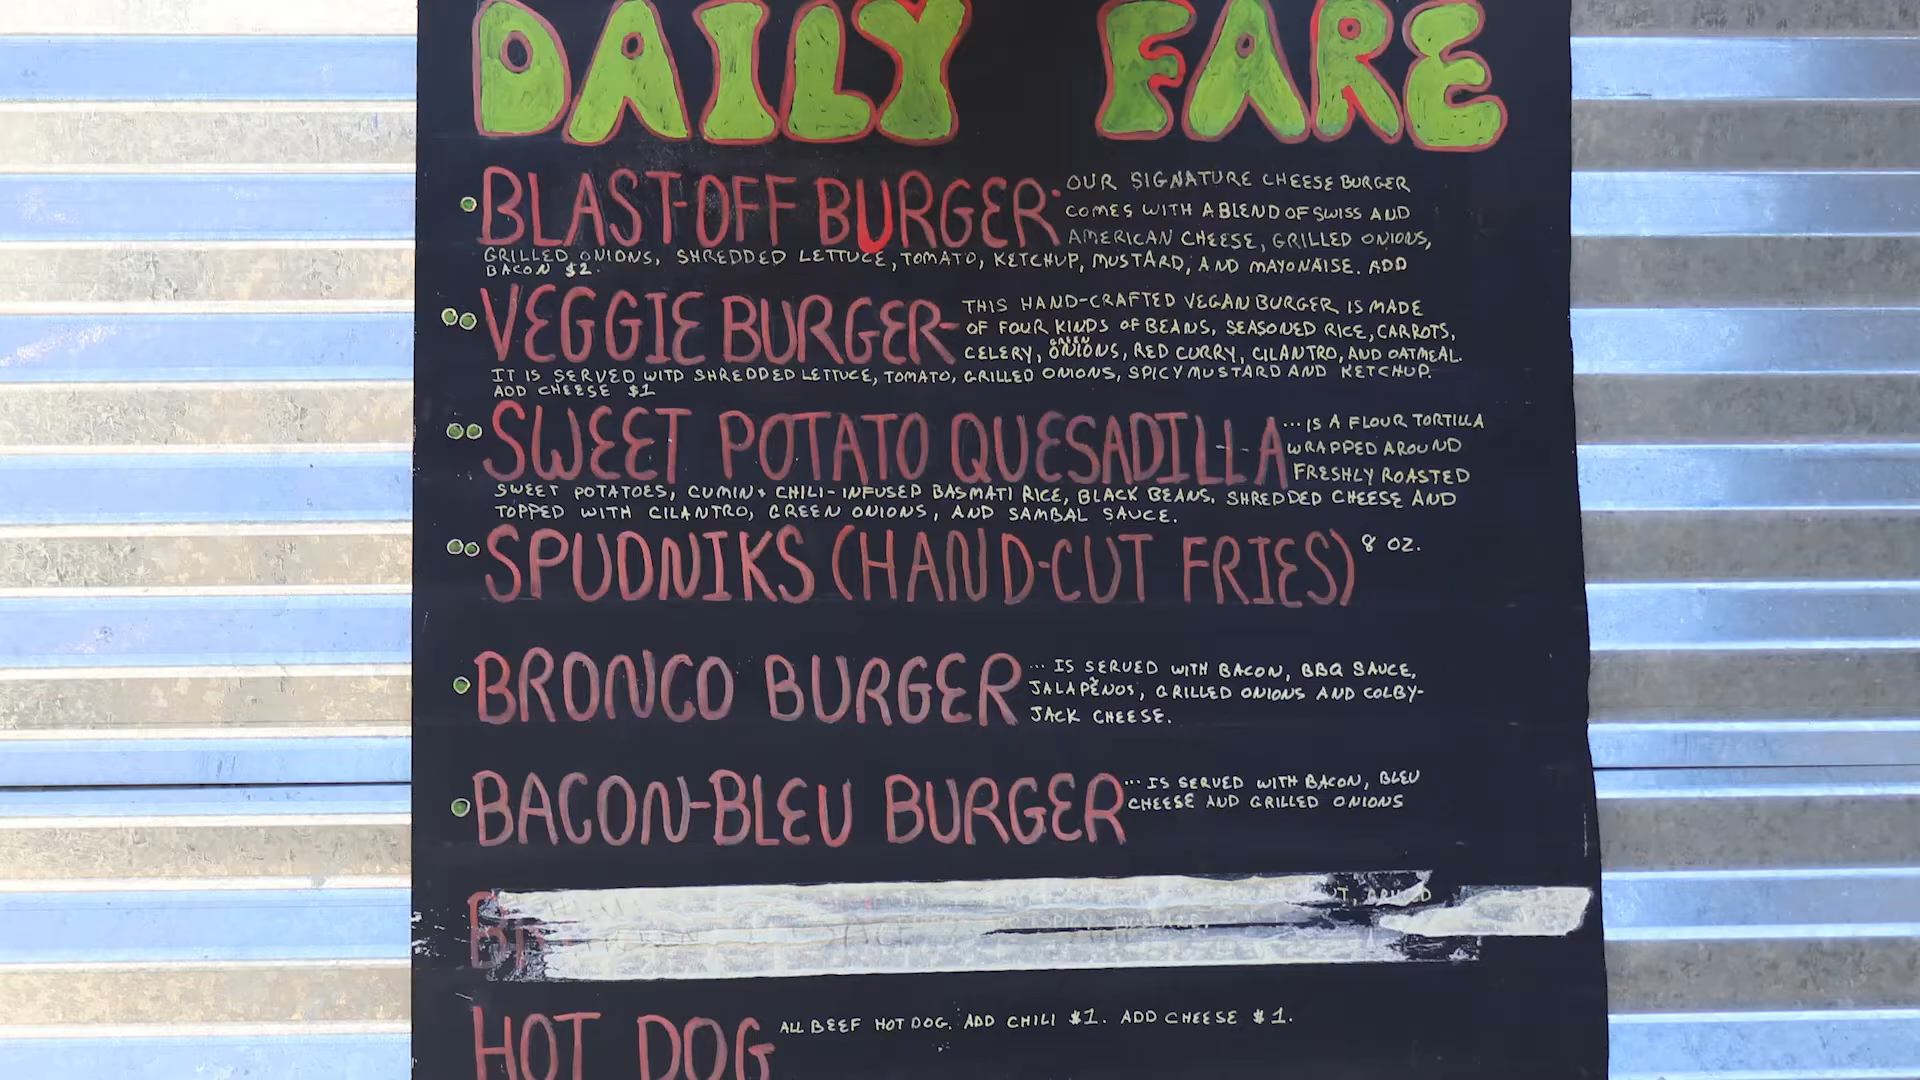 DAILY FARE
BLAST-OFF BURGER- OUR SIGNATURE CHEESE BURGER
COMES WITH A BLEND OF SWISS AND
AMERICAN CHEESE, GRILLED ONIONS,
GRILLED ONIONS, SHREDDED LETTUCE, TOMATO, KETCHUP, MUSTARD, AND MAYONAISE. ADD
BACON $2.
VEGGIE BURGER- THIS HAND-CRAFTED VEGAN BURGER IS MADE
OF FOUR KINDS OF BEANS, SEASONED RICE, CARROTS,
CELERY, GREEN ONIONS, RED CURRY, CILANTRO, AND OATMEAL.
IT IS SERVED WITD SHREDDED LETTUCE, TOMATO, GRILLED ONIONS, SPICY MUSTARD AND KETCHUP.
ADD CHEESE $1
SWEET POTATO QUESADILLA ... IS A FLOUR TORTILLA
WRAPPED AROUND
FRESHLY ROASTED
SWEET POTATOES, CUMIN + CHILI-INFUSED BASMATI RICE, BLACK BEANS, SHREDDED CHEESE AND
TOPPED WITH CILANTRO, GREEN ONIONS, AND SAMBAL SAUCE.
SPUDNIKS (HAND-CUT FRIES) 8 OZ.
BRONCO BURGER ... IS SERVED WITH BACON, BBQ SAUCE,
JALAPEÑOS, GRILLED ONIONS AND COLBY-
JACK CHEESE.
BACON-BLEU BURGER ... IS SERVED WITH BACON, BLEU
CHEESE AND GRILLED ONIONS
SPICY
HOT DOG ALL BEEF HOT DOG. ADD CHILI $1. ADD CHEESE $1.